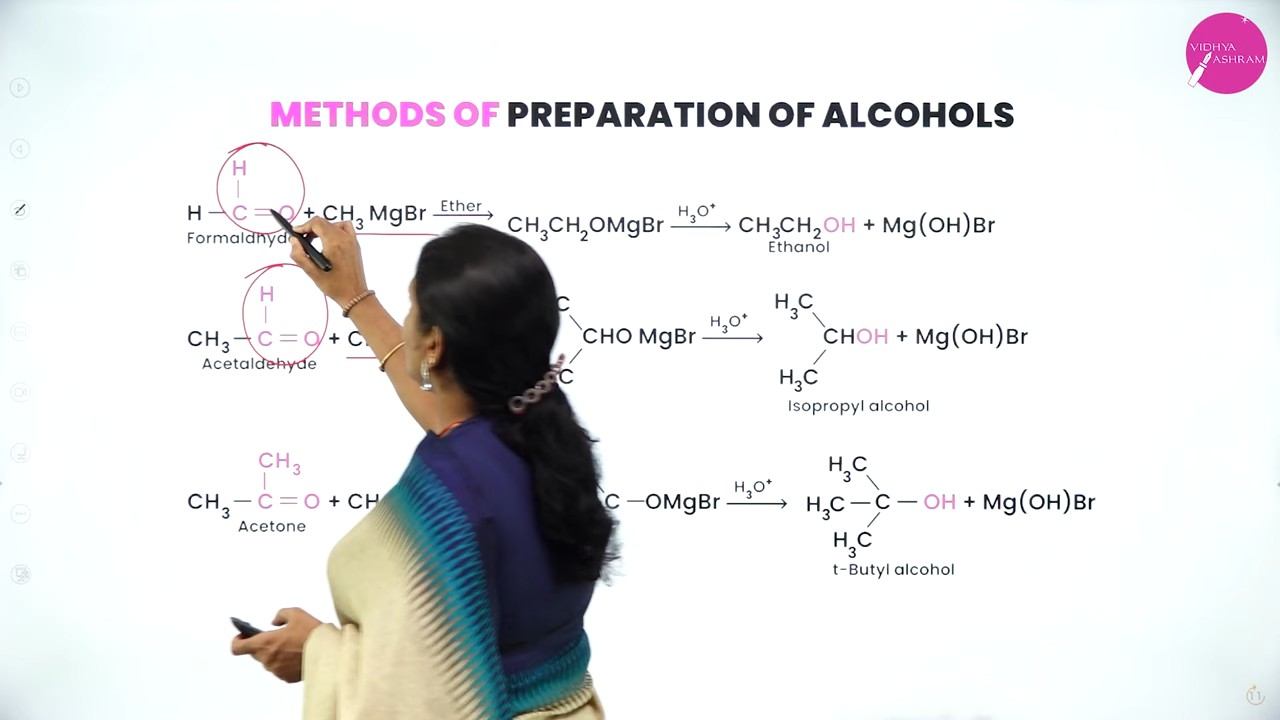 VIDHYA
ASHRAM
METHODS OF PREPARATION OF ALCOHOLS
H
H — C = O + CH₃ MgBr Ether CH₃CH₂OMgBr H₃O⁺ CH₃CH₂OH + Mg(OH)Br
Formaldhyde Ethanol
H C H₃C
CH₃ — C = O + C CHO MgBr H₃O⁺ CHOH + Mg(OH)Br
Acetaldehyde C H₃C
Isopropyl alcohol
CH₃ H₃C
CH₃ — C = O + CH C — OMgBr H₃O⁺ H₃C — C — OH + Mg(OH)Br
Acetone H₃C
t-Butyl alcohol
11